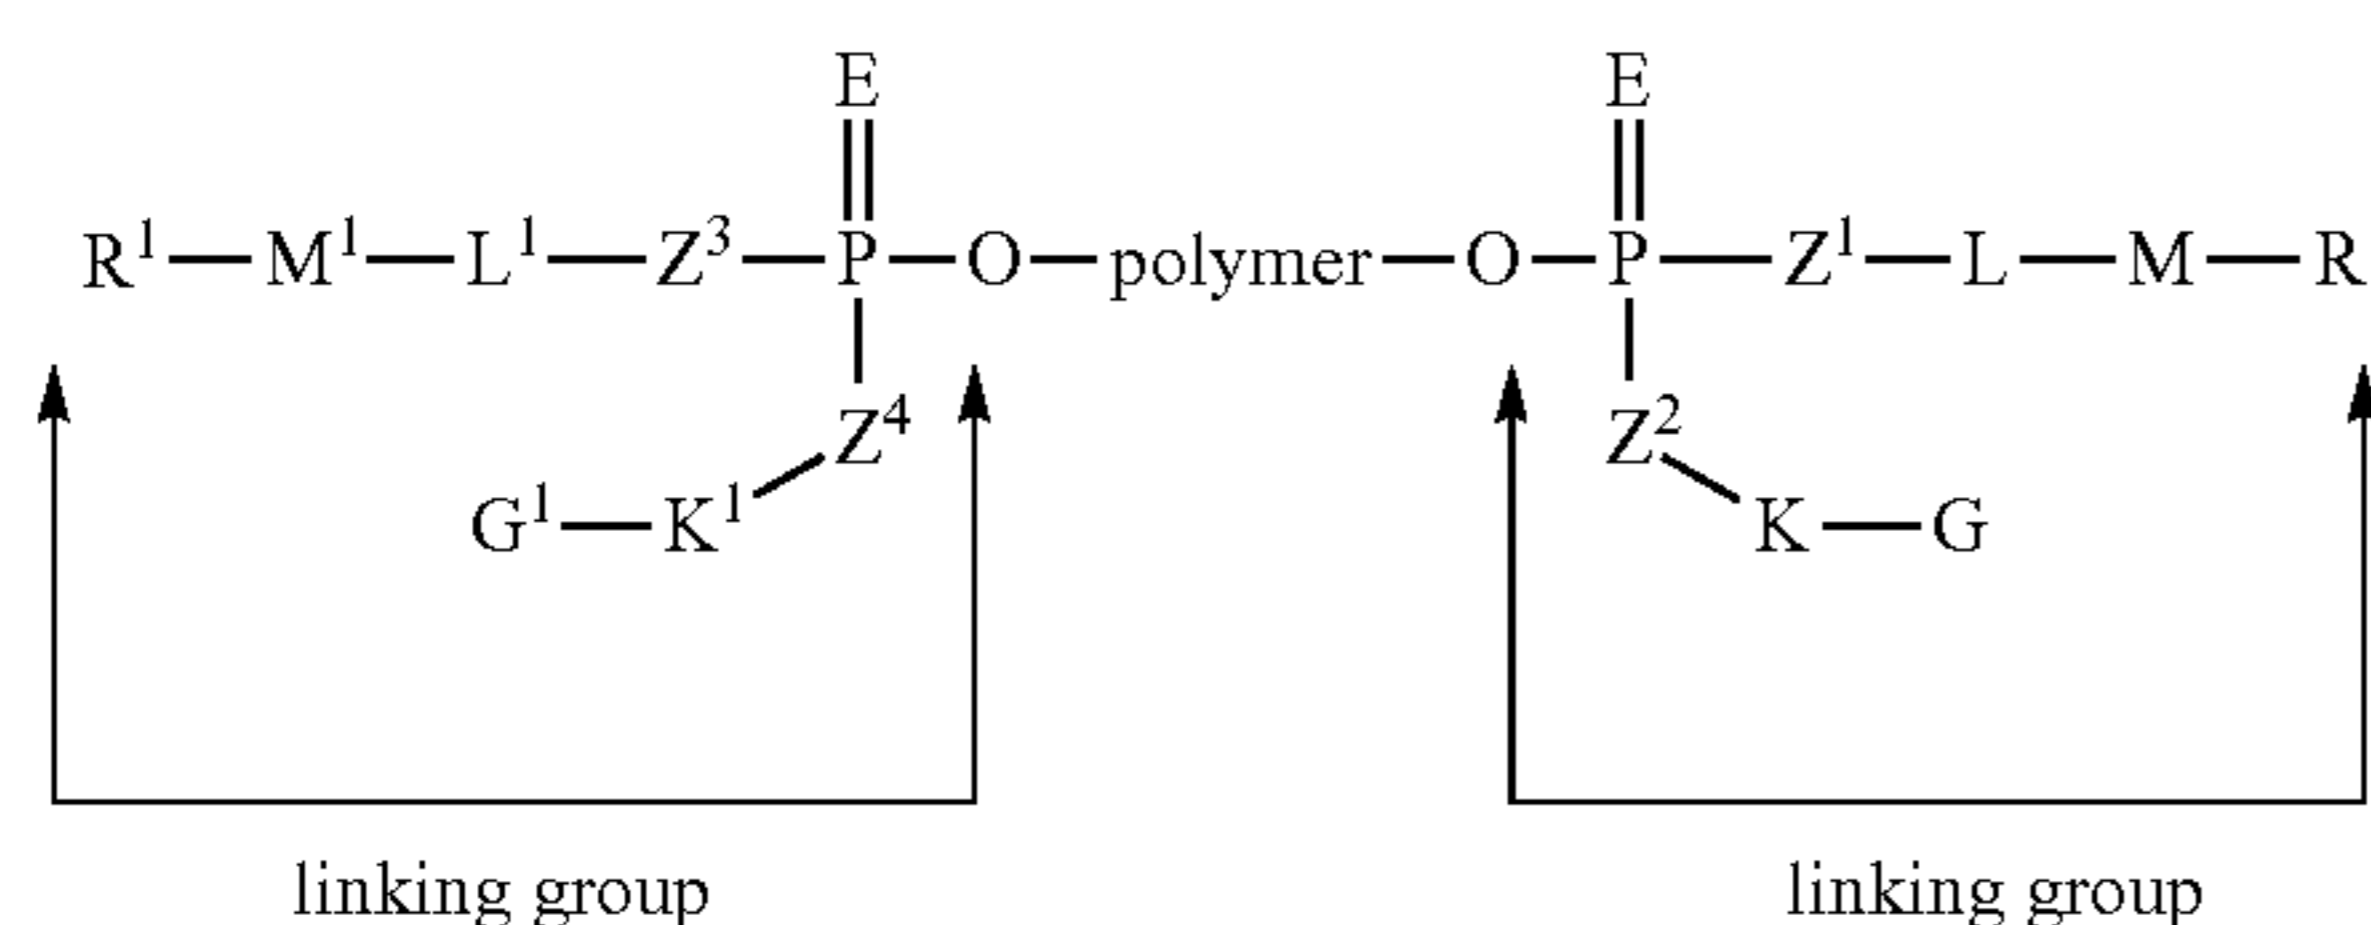 E E
R¹—M¹—L¹—Z³—P—O—polymer—O—P—Z¹—L—M—R
Z⁴ Z²
G¹—K¹ K—G
linking group linking group